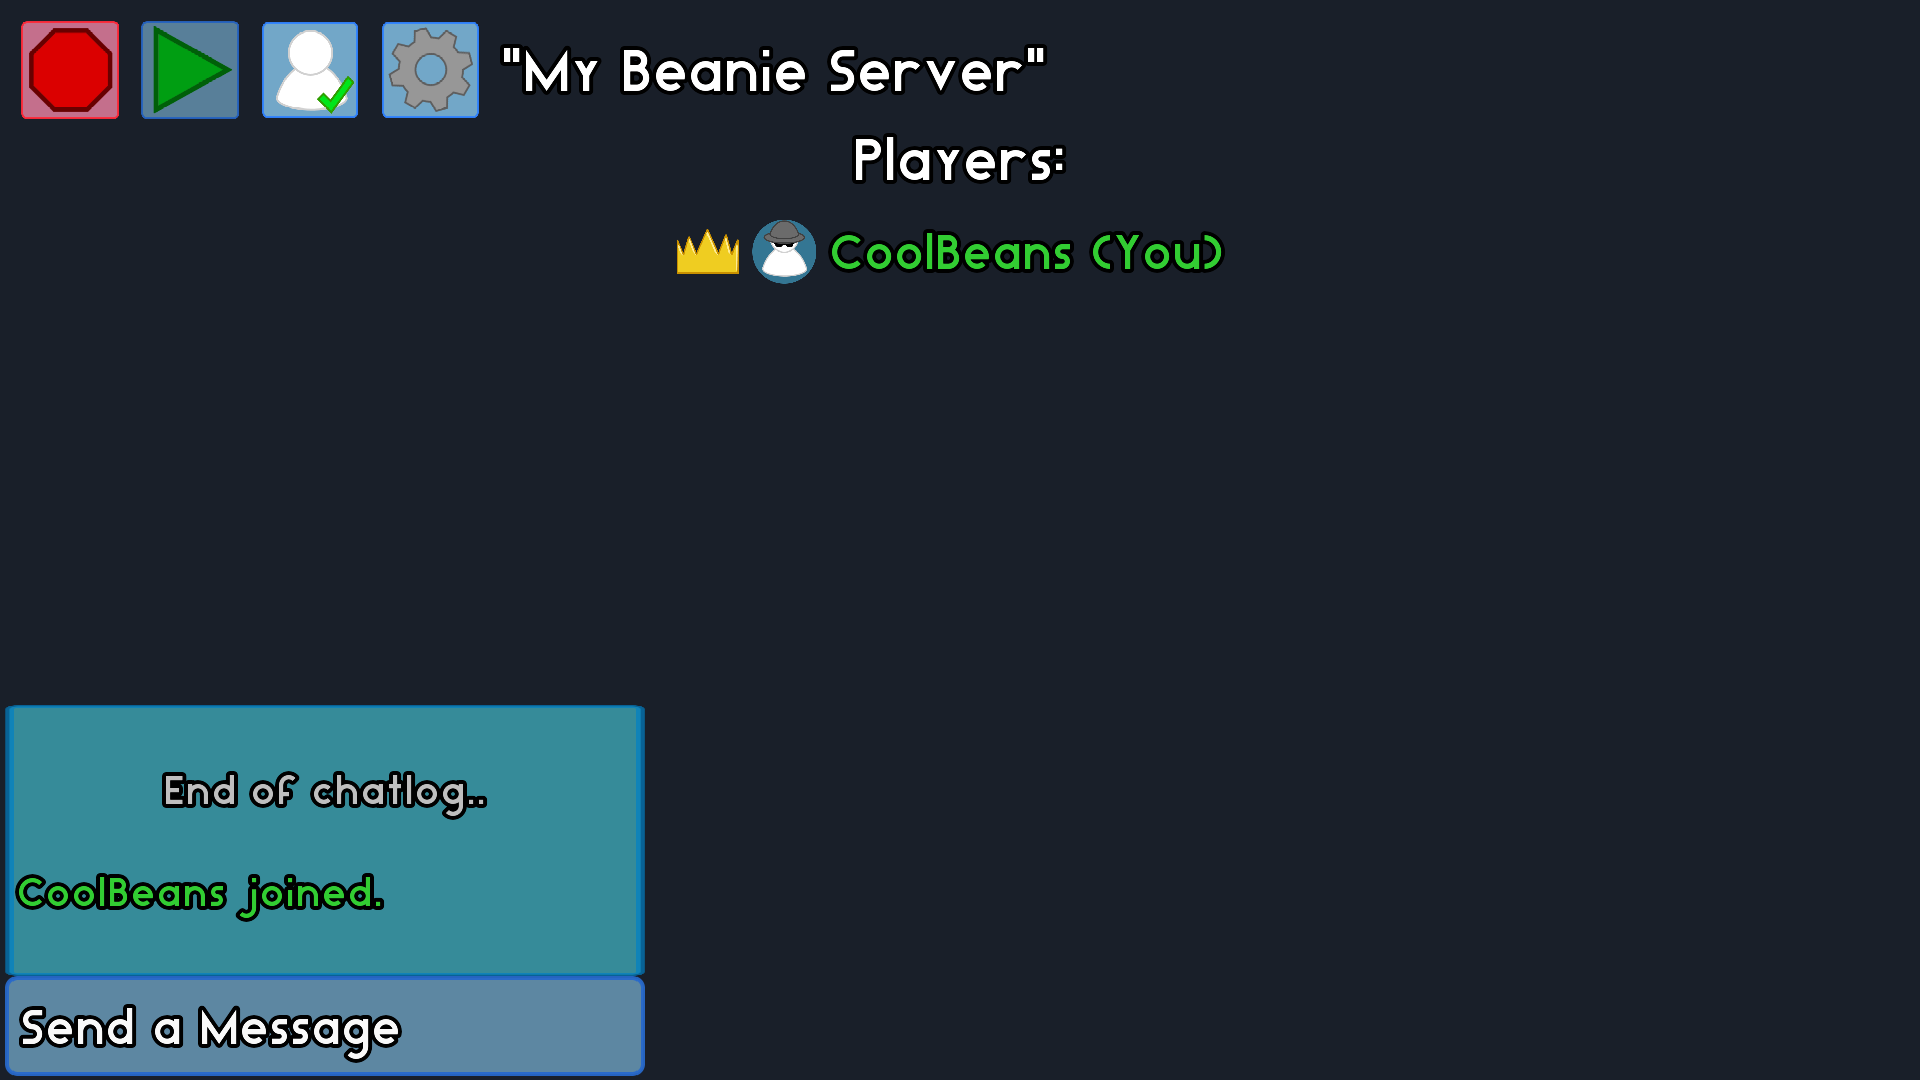 "My Beanie Server"
Players:
CoolBeans (You)
End of chatlog..
CoolBeans joined.
Send a Message